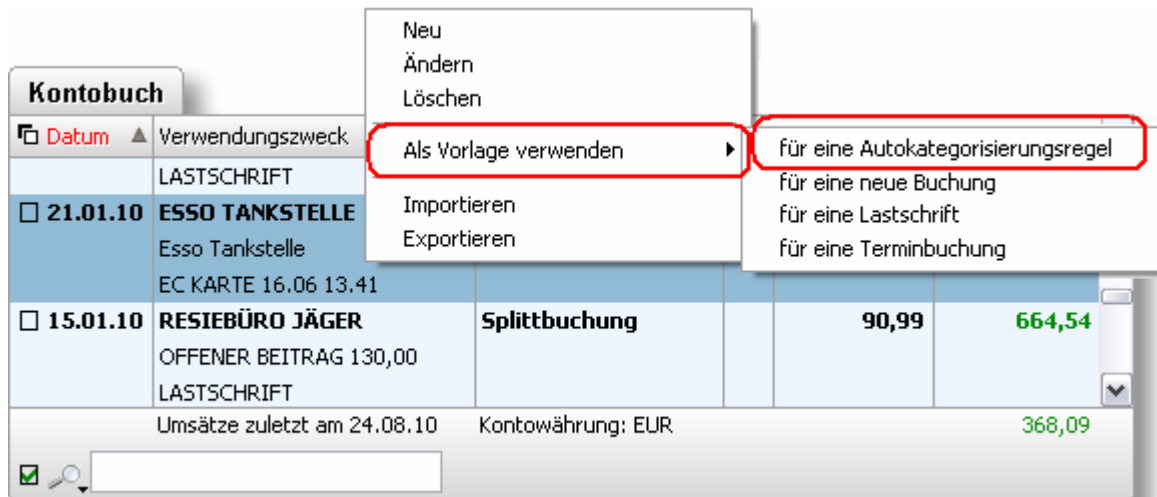 Neu
Ändern
Löschen
Als Vorlage verwenden
Importieren
Exportieren
für eine Autokategorisierungsregel
für eine neue Buchung
für eine Lastschrift
für eine Terminbuchung
Kontobuch
Datum Verwendungszweck
LASTSCHRIFT
21.01.10 ESSO TANKSTELLE
Esso Tankstelle
EC KARTE 16.06 13.41
15.01.10 RESIEBÜRO JÄGER Splittbuchung 90,99 664,54
OFFENER BEITRAG 130,00
LASTSCHRIFT
Umsätze zuletzt am 24.08.10 Kontowährung: EUR 368,09